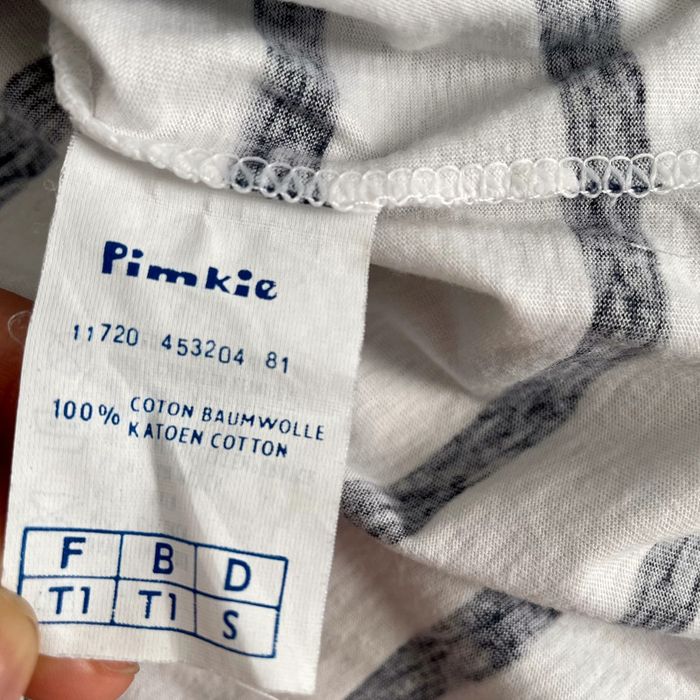 Pimkie
11720 453204 81
100% COTON BAUMWOLLE
KATOEN COTTON
F B D
T1 T1 S